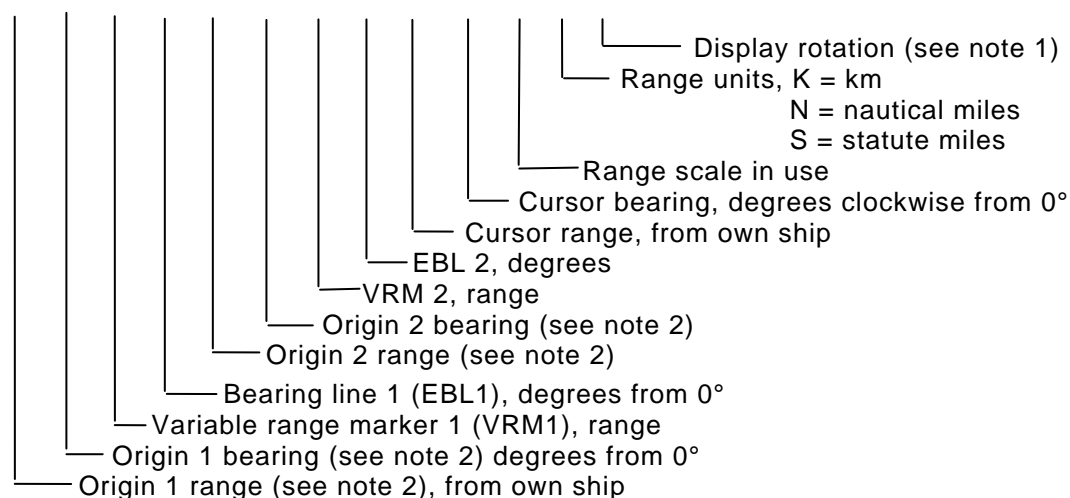 Display rotation (see note 1)
Range units, K = km
N = nautical miles
S = statute miles
Range scale in use
Cursor bearing, degrees clockwise from 0°
Cursor range, from own ship
EBL 2, degrees
VRM 2, range
Origin 2 bearing (see note 2)
Origin 2 range (see note 2)
Bearing line 1 (EBL1), degrees from 0°
Variable range marker 1 (VRM1), range
Origin 1 bearing (see note 2) degrees from 0°
Origin 1 range (see note 2), from own ship